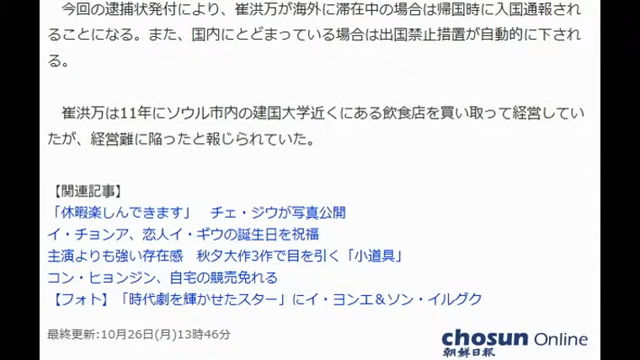 今回の逮捕状発付により、崔洪万が海外に滞在中の場合は帰国時に入国通報され
ることになる。また、国内にとどまっている場合は出国禁止措置が自動的に下され
る。
崔洪万は11年にソウル市内の建国大学近くにある飲食店を買い取って経営してい
たが、経営難に陥ったと報じられていた。
【関連記事】
「休暇楽しんできます」 チェ・ジウが写真公開
イ・チョンア、恋人イ・ギウの誕生日を祝福
主演よりも強い存在感 秋夕大作3作で目を引く「小道具」
コン・ヒョンジン、自宅の競売免れる
【フォト】「時代劇を輝かせたスター」にイ・ヨンエ＆ソン・イルグク
最終更新:10月26日(月)13時46分
chosun Online
朝鮮日報